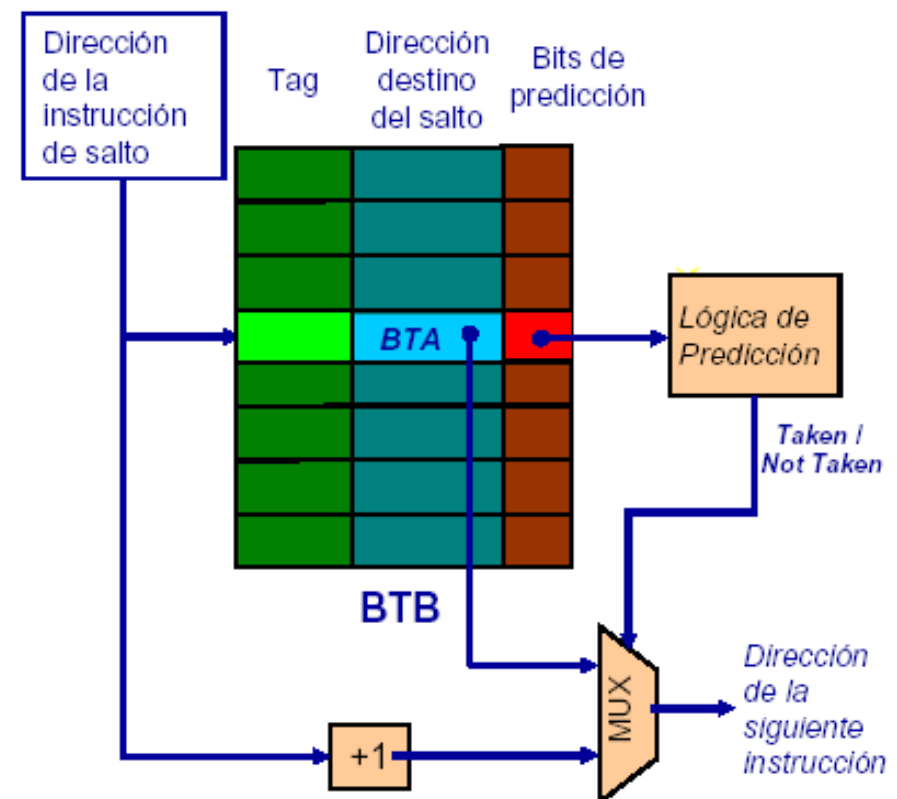 Dirección
de la
instrucción
de salto
Tag
Dirección
destino
del salto
Bits de
predicción
BTA
Lógica de
Predicción
Taken /
Not Taken
BTB
MUX
+1
Dirección
de la
siguiente
instrucción